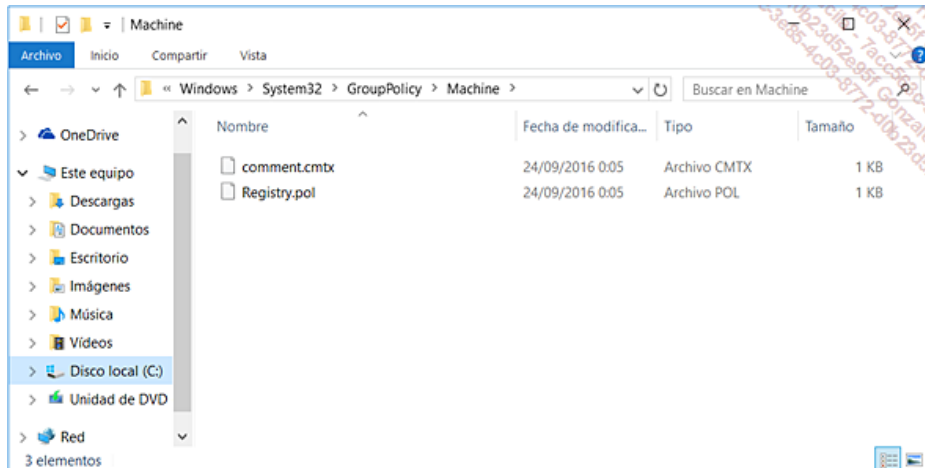 Machine
Archivo Inicio Compartir Vista
« Windows > System32 > GroupPolicy > Machine >
Buscar en Machine
Nombre Fecha de modifica... Tipo Tamaño
comment.cmtx 24/09/2016 0:05 Archivo CMTX 1 KB
Registry.pol 24/09/2016 0:05 Archivo POL 1 KB
OneDrive
Este equipo
Descargas
Documentos
Escritorio
Imágenes
Música
Vídeos
Disco local (C:)
Unidad de DVD
Red
3 elementos